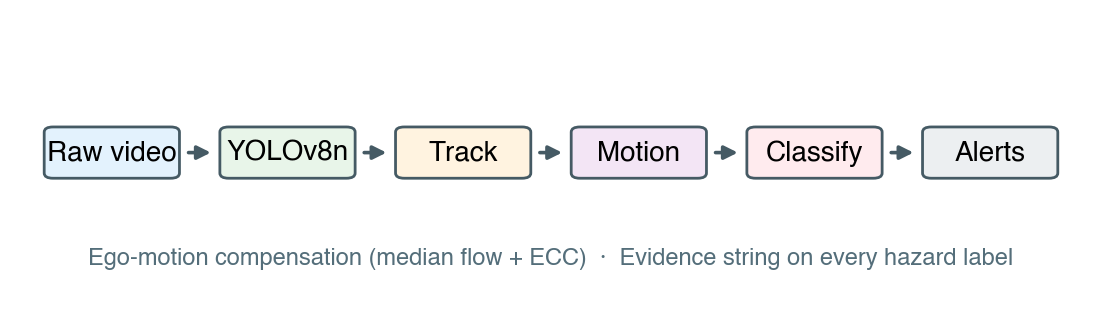 Raw video YOLOv8n Track Motion Classify Alerts
Ego-motion compensation (median flow + ECC) · Evidence string on every hazard label